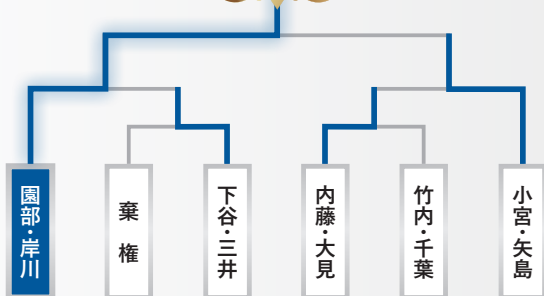 園部・岸川
棄権
下谷・三井
内藤・大見
竹内・千葉
小宮・矢島